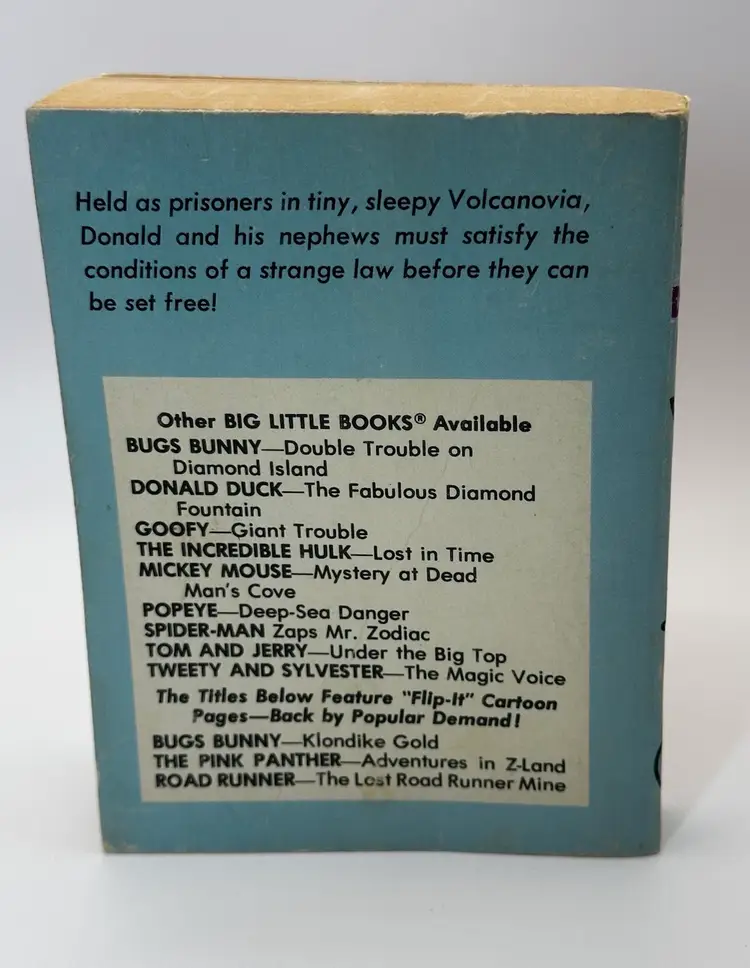 Held as prisoners in tiny, sleepy Volcanovia,
Donald and his nephews must satisfy the
conditions of a strange law before they can
be set free!
Other BIG LITTLE BOOKS® Available
BUGS BUNNY—Double Trouble on
Diamond Island
DONALD DUCK—The Fabulous Diamond
Fountain
GOOFY—Giant Trouble
THE INCREDIBLE HULK—Lost in Time
MICKEY MOUSE—Mystery at Dead
Man's Cove
POPEYE—Deep-Sea Danger
SPIDER-MAN Zaps Mr. Zodiac
TOM AND JERRY—Under the Big Top
TWEETY AND SYLVESTER—The Magic Voice
The Titles Below Feature "Flip-It" Cartoon
Pages—Back by Popular Demand!
BUGS BUNNY—Klondike Gold
THE PINK PANTHER—Adventures in Z-Land
ROAD RUNNER—The Lost Road Runner Mine